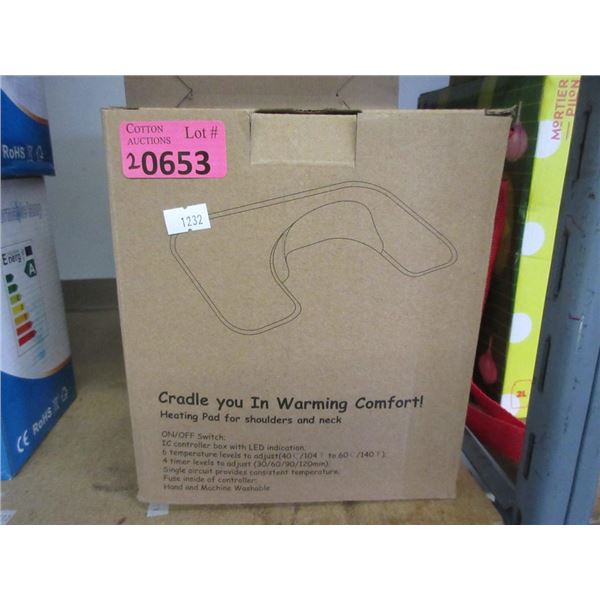 COTTON Lot #
AUCTIONS
2 0653
1232
Cradle you In Warming Comfort!
Heating Pad for shoulders and neck
ON/OFF Switch:
IC controller box with LED indication.
6 temperature levels to adjust(40℃/104℉ to 60℃/140℉);
4 timer levels to adjust (30/60/90/120min).
Single circuit provides consistent temperature.
Fuse inside of controller;
Hand and Machine Washable
RoHS
A
CE RoHS
MORTIER
PILON
2L